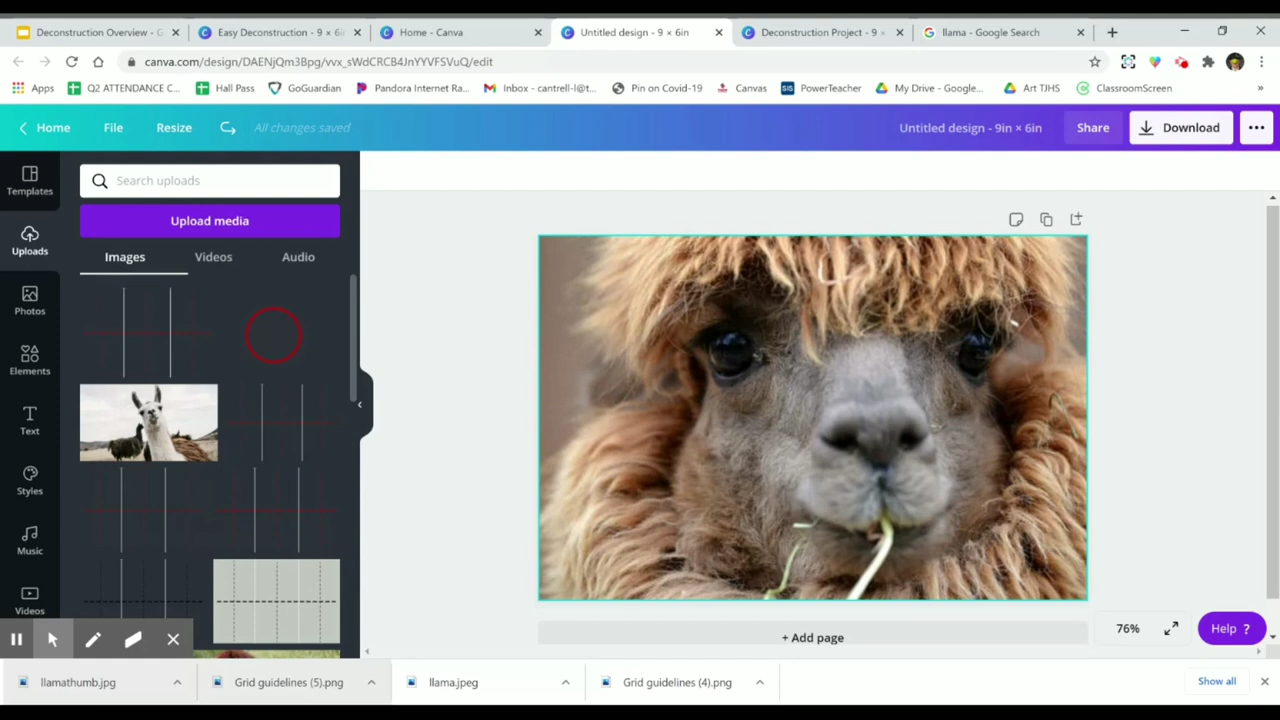 Deconstruction Overview - G
Easy Deconstruction - 9 × 6i
Home - Canva
Untitled design - 9 × 6in
Deconstruction Project - 9 ×
llama - Google Search
canva.com/design/DAENjQm3Bpg/vvx_sWdCRCB4JnYYVFSVuQ/edit
Apps
Q2 ATTENDANCE C...
Hall Pass
GoGuardian
Pandora Internet Ra...
Inbox - cantrell-l@t...
Pin on Covid-19
Canvas
SIS
PowerTeacher
My Drive - Google...
Art TJHS
ClassroomScreen
Home
File
Resize
All changes saved
Untitled design - 9in × 6in
Share
Download
Templates
Uploads
Photos
Elements
Text
Styles
Music
Videos
Search uploads
Upload media
Images
Videos
Audio
+ Add page
76%
Help ?
llamathumb.jpg
Grid guidelines (5).png
llama.jpeg
Grid guidelines (4).png
Show all